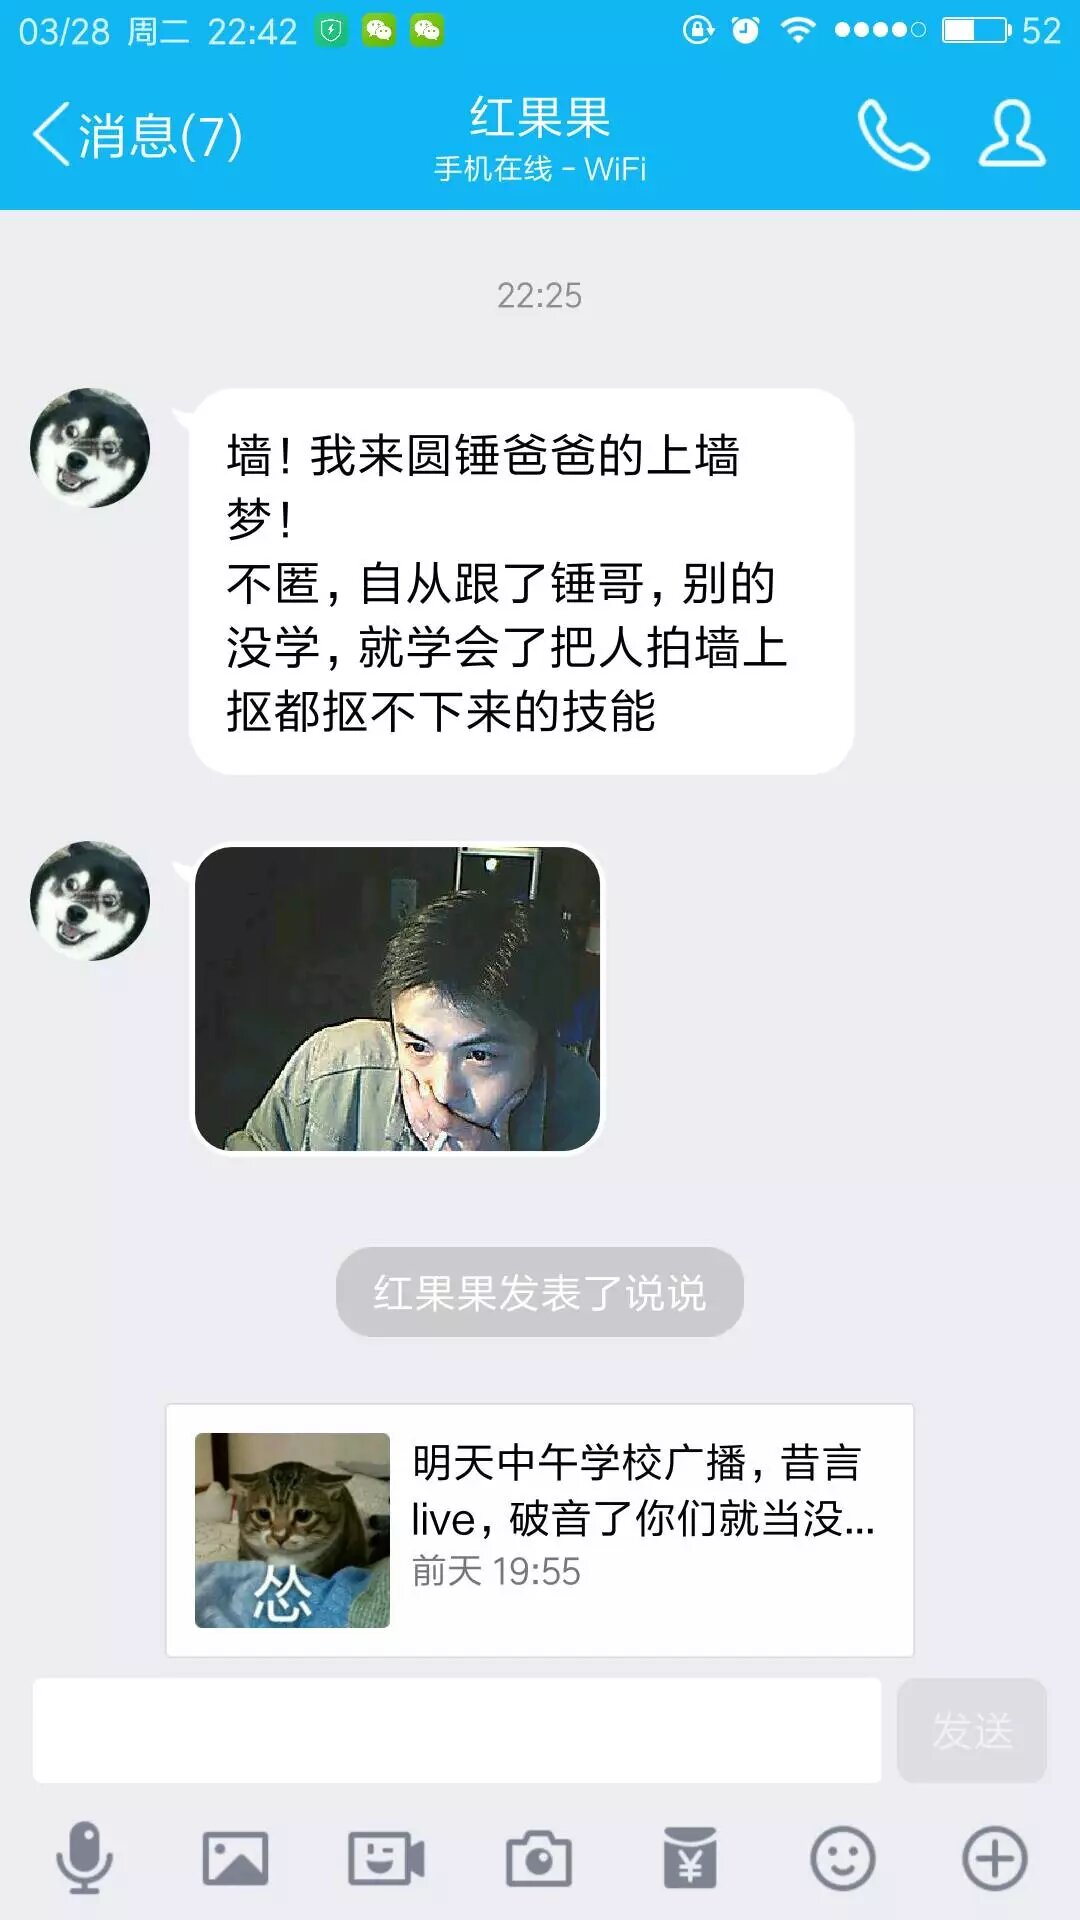 03/28 周二 22:42
52
消息(7)
红果果
手机在线 - WiFi
22:25
墙！我来圆锤爸爸的上墙
梦！
不匿，自从跟了锤哥，别的
没学，就学会了把人拍墙上
抠都抠不下来的技能
红果果发表了说说
明天中午学校广播，昔言
live，破音了你们就当没...
前天 19:55
怂
发送